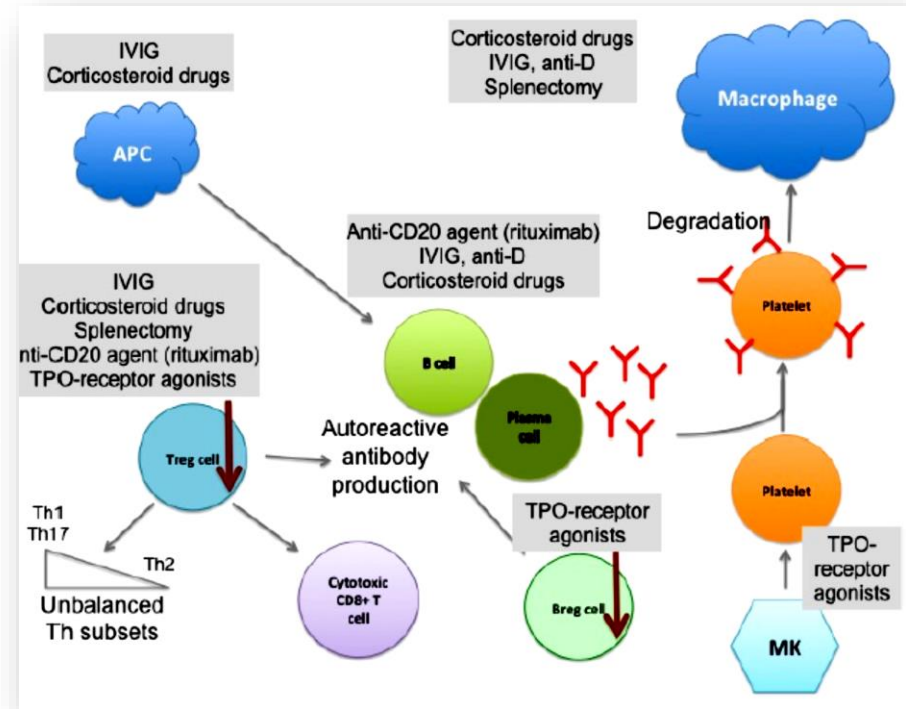 IVIG
Corticosteroid drugs
APC
Corticosteroid drugs
IVIG, anti-D
Splenectomy
Macrophage
Degradation
Anti-CD20 agent (rituximab)
IVIG, anti-D
Corticosteroid drugs
IVIG
Corticosteroid drugs
Splenectomy
nti-CD20 agent (rituximab)
TPO-receptor agonists
B cell
Plasma
cell
Platelet
Treg cell
Autoreactive
antibody
production
Platelet
TPO-receptor
agonists
TPO-
receptor
agonists
Th1
Th17
Th2
Unbalanced
Th subsets
Cytotoxic
CD8+ T
cell
Breg cell
MK